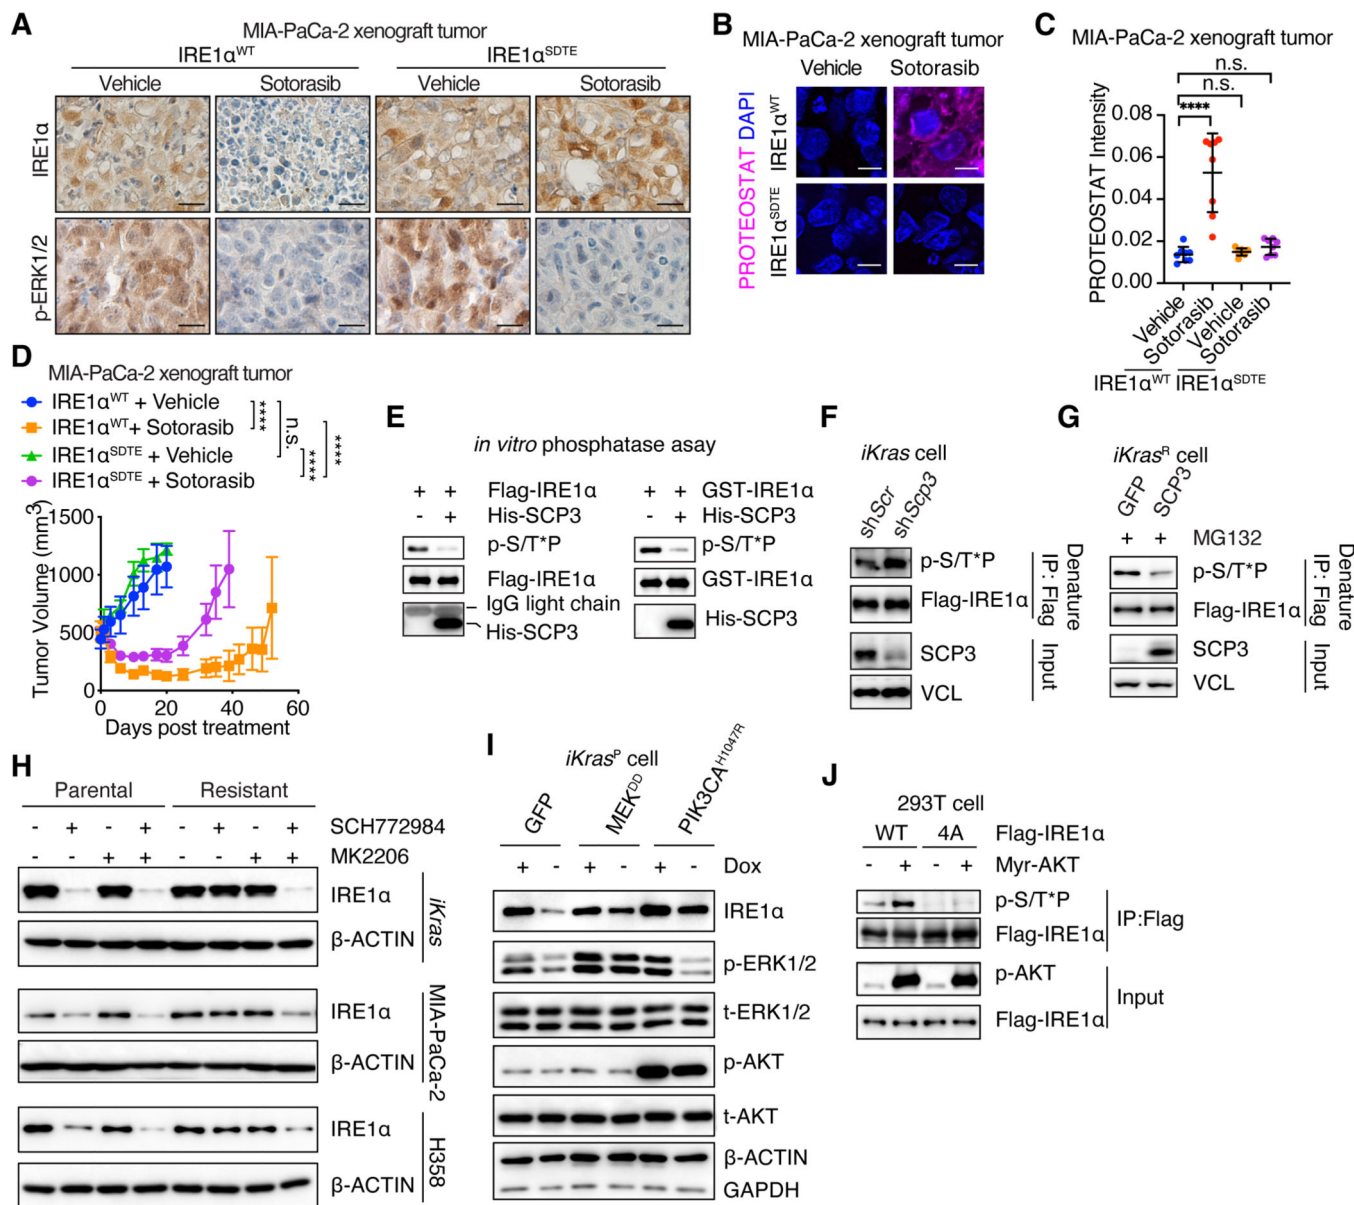 A
MIA-PaCa-2 xenograft tumor
IRE1α^WT IRE1α^SDTE
Vehicle Sotorasib Vehicle Sotorasib
IRE1α
p-ERK1/2
B
MIA-PaCa-2 xenograft tumor
Vehicle Sotorasib
PROTEOSTAT DAPI
IRE1α^WT
IRE1α^SDTE
C
MIA-PaCa-2 xenograft tumor
n.s.
n.s.
****
PROTEOSTAT Intensity
0.08
0.06
0.04
0.02
0.00
Vehicle
Sotorasib
Vehicle
Sotorasib
IRE1α^WT IRE1α^SDTE
D
MIA-PaCa-2 xenograft tumor
IRE1α^WT + Vehicle
IRE1α^WT + Sotorasib
IRE1α^SDTE + Vehicle
IRE1α^SDTE + Sotorasib
****
n.s.
****
****
Tumor Volume (mm³)
1500
1000
500
0
0 20 40 60
Days post treatment
E
in vitro phosphatase assay
+ + Flag-IRE1α
- + His-SCP3
p-S/T*P
Flag-IRE1α
IgG light chain
His-SCP3
+ + GST-IRE1α
- + His-SCP3
p-S/T*P
GST-IRE1α
His-SCP3
F
iKras cell
shScr shScp3
p-S/T*P
Flag-IRE1α
SCP3
VCL
Denature
IP: Flag
Input
G
iKras^R cell
GFP SCP3
+ + MG132
p-S/T*P
Flag-IRE1α
SCP3
VCL
Denature
IP: Flag
Input
H
Parental Resistant
- + - + - + - + SCH772984
- - + + - - + + MK2206
IRE1α
β-ACTIN
iKras
IRE1α
β-ACTIN
MIA-PaCa-2
IRE1α
β-ACTIN
H358
I
iKras^P cell
GFP MEK^DD PIK3CA^H1047R
+ - + - + - Dox
IRE1α
p-ERK1/2
t-ERK1/2
p-AKT
t-AKT
β-ACTIN
GAPDH
J
293T cell
WT 4A Flag-IRE1α
- + - + Myr-AKT
p-S/T*P
Flag-IRE1α
IP:Flag
p-AKT
Flag-IRE1α
Input